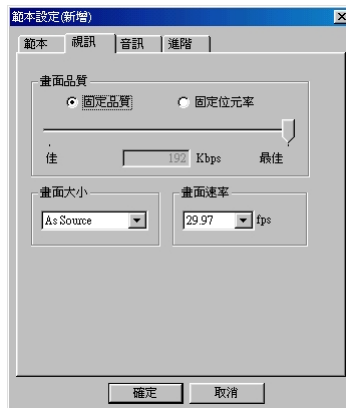 範本設定(新增)
範本 視訊 音訊 進階
畫面品質
固定品質 固定位元率
佳 192 Kbps 最佳
畫面大小 畫面速率
As Source 29.97 fps
確定 取消